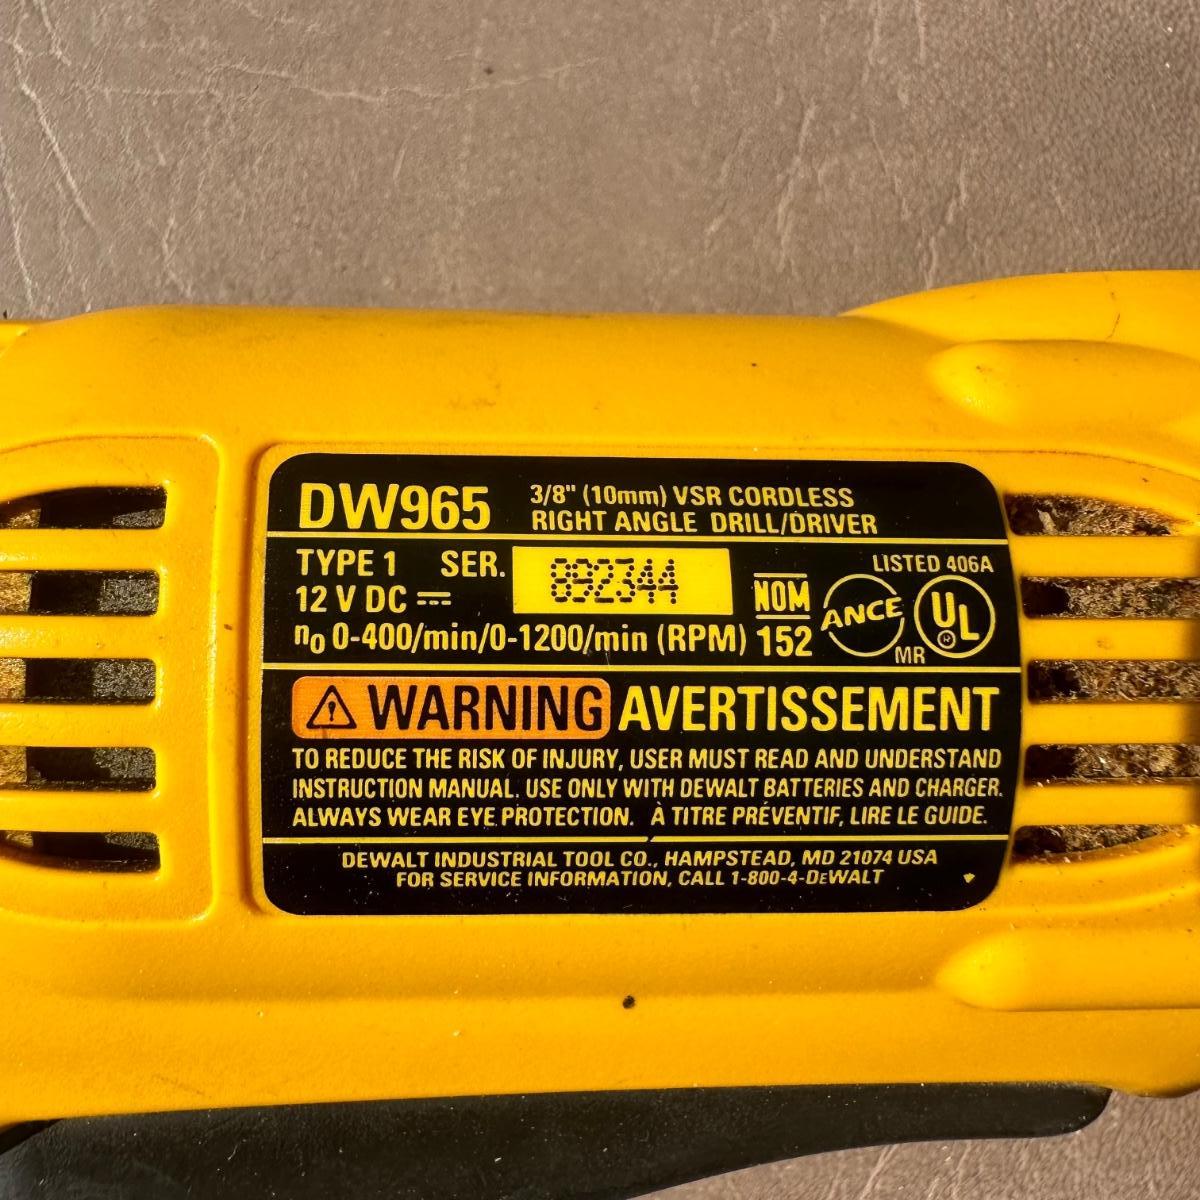 DW965 3/8" (10mm) VSR CORDLESS
RIGHT ANGLE DRILL/DRIVER
TYPE 1 SER. 892344
12 V DC
n₀ 0-400/min/0-1200/min (RPM)
NOM
152
ANCE
MR
LISTED 406A
UL
®
WARNING AVERTISSEMENT
TO REDUCE THE RISK OF INJURY, USER MUST READ AND UNDERSTAND
INSTRUCTION MANUAL. USE ONLY WITH DEWALT BATTERIES AND CHARGER.
ALWAYS WEAR EYE PROTECTION. À TITRE PRÉVENTIF, LIRE LE GUIDE.
DEWALT INDUSTRIAL TOOL CO., HAMPSTEAD, MD 21074 USA
FOR SERVICE INFORMATION, CALL 1-800-4-DEWALT